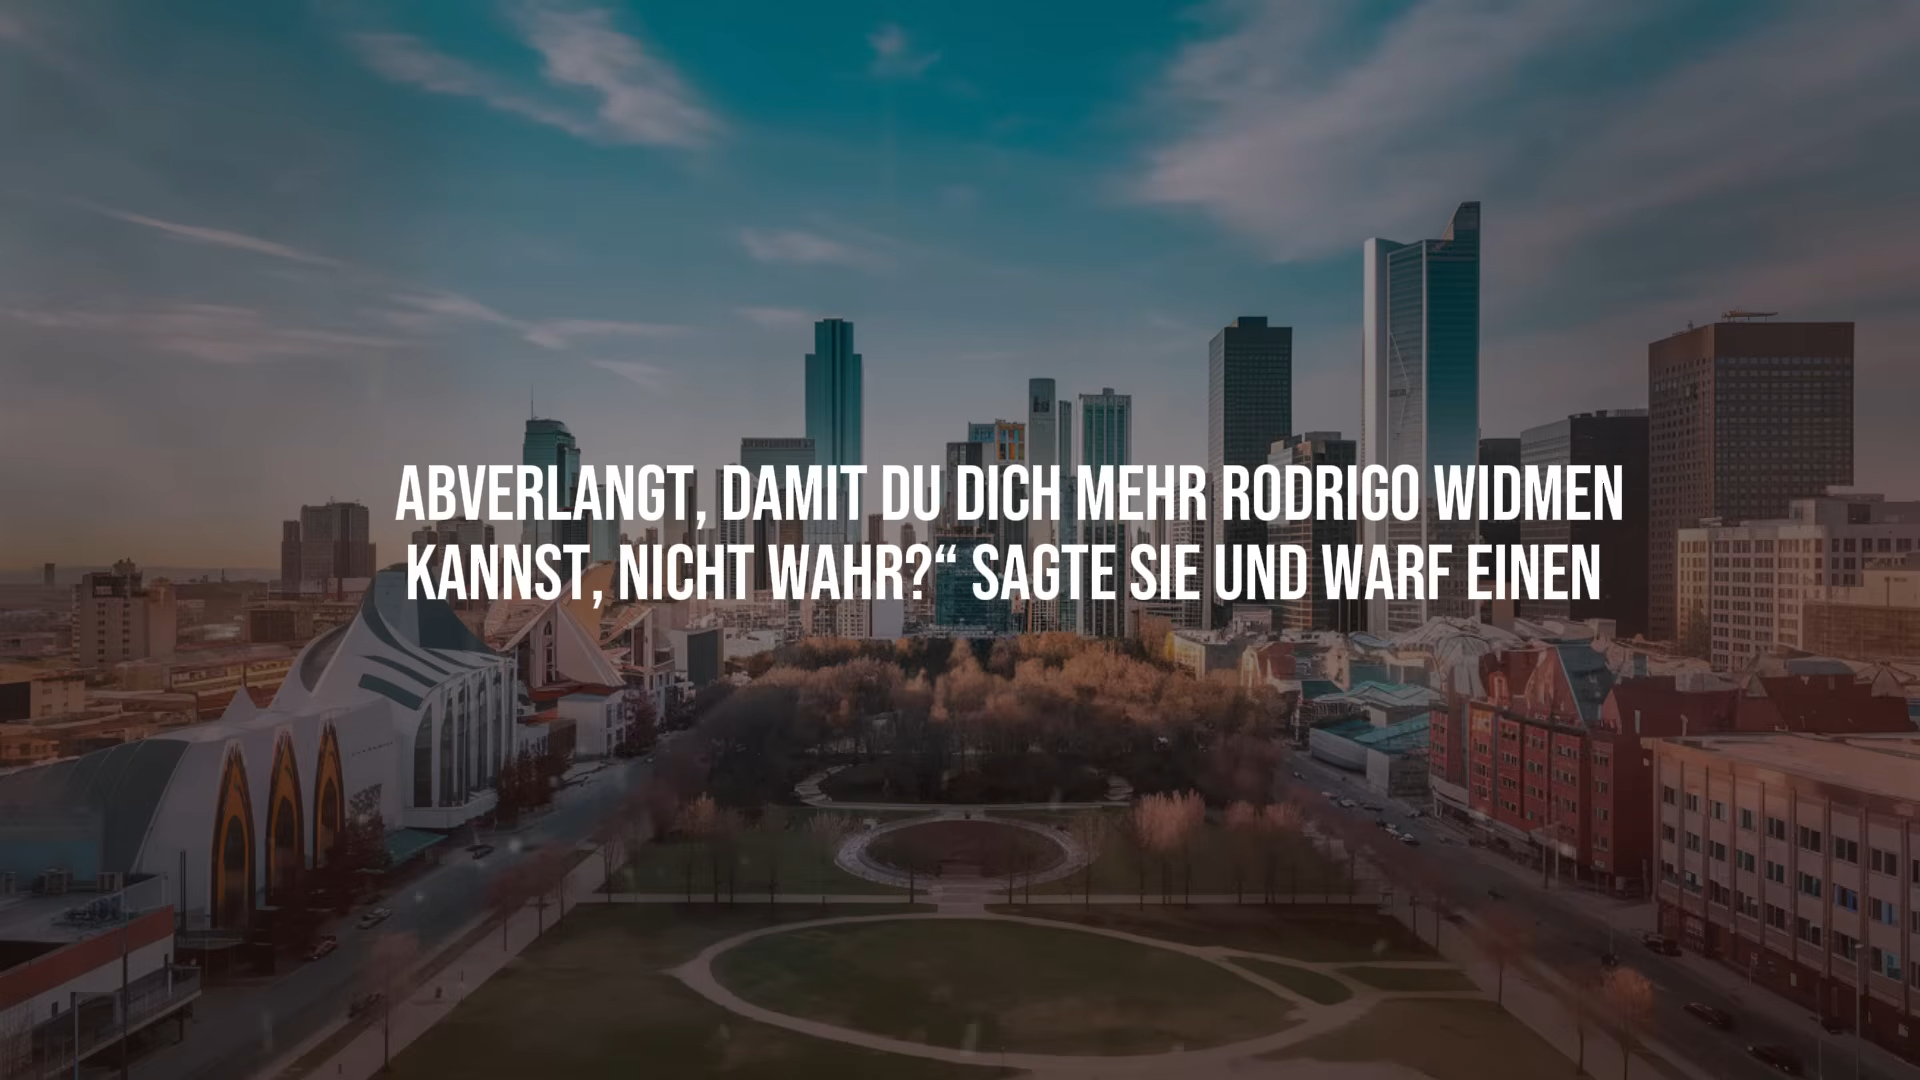 ABVERLANGT, DAMIT DU DICH MEHR RODRIGO WIDMEN
KANNST, NICHT WAHR?“ SAGTE SIE UND WARF EINEN